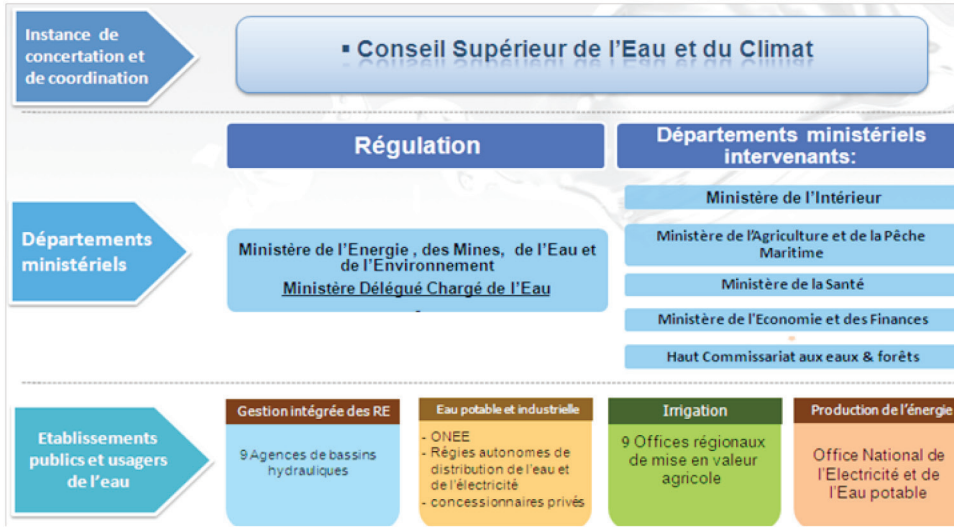 Instance de
concertation et
de coordination
▪ Conseil Supérieur de l'Eau et du Climat
Régulation
Départements ministériels
intervenants:
Départements
ministériels
Ministère de l'Energie , des Mines, de l'Eau et
de l'Environnement
Ministère Délégué Chargé de l'Eau
Ministère de l'Intérieur
Ministère de l'Agriculture et de la Pêche
Maritime
Ministère de la Santé
Ministère de l'Economie et des Finances
Haut Commissariat aux eaux & forêts
Etablissements
publics et usagers
de l'eau
Gestion intégrée des RE
9 Agences de bassins
hydrauliques
Eau potable et industrielle
- ONEE
- Régies autonomes de
distribution de l'eau et
de l'électricité
- concessionnaires privés
Irrigation
9 Offices régionaux
de mise en valeur
agricole
Production de l'énergie
Office National de
l'Electricité et de
l'Eau potable